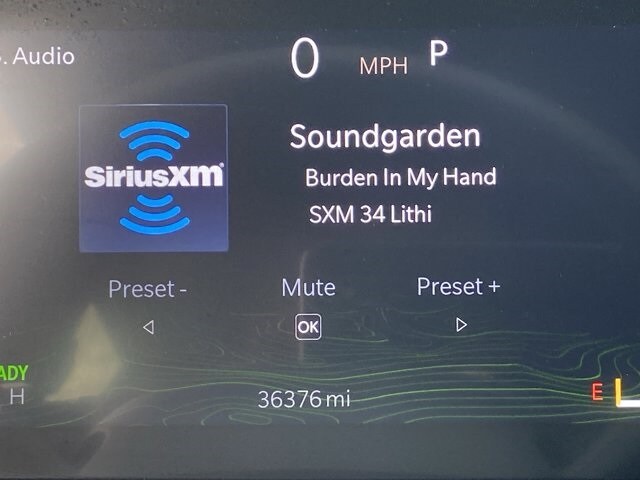 . Audio
0 MPH P
SiriusXM
Soundgarden
Burden In My Hand
SXM 34 Lithi
Preset - Mute Preset +
OK
ADY
H
36376 mi
E